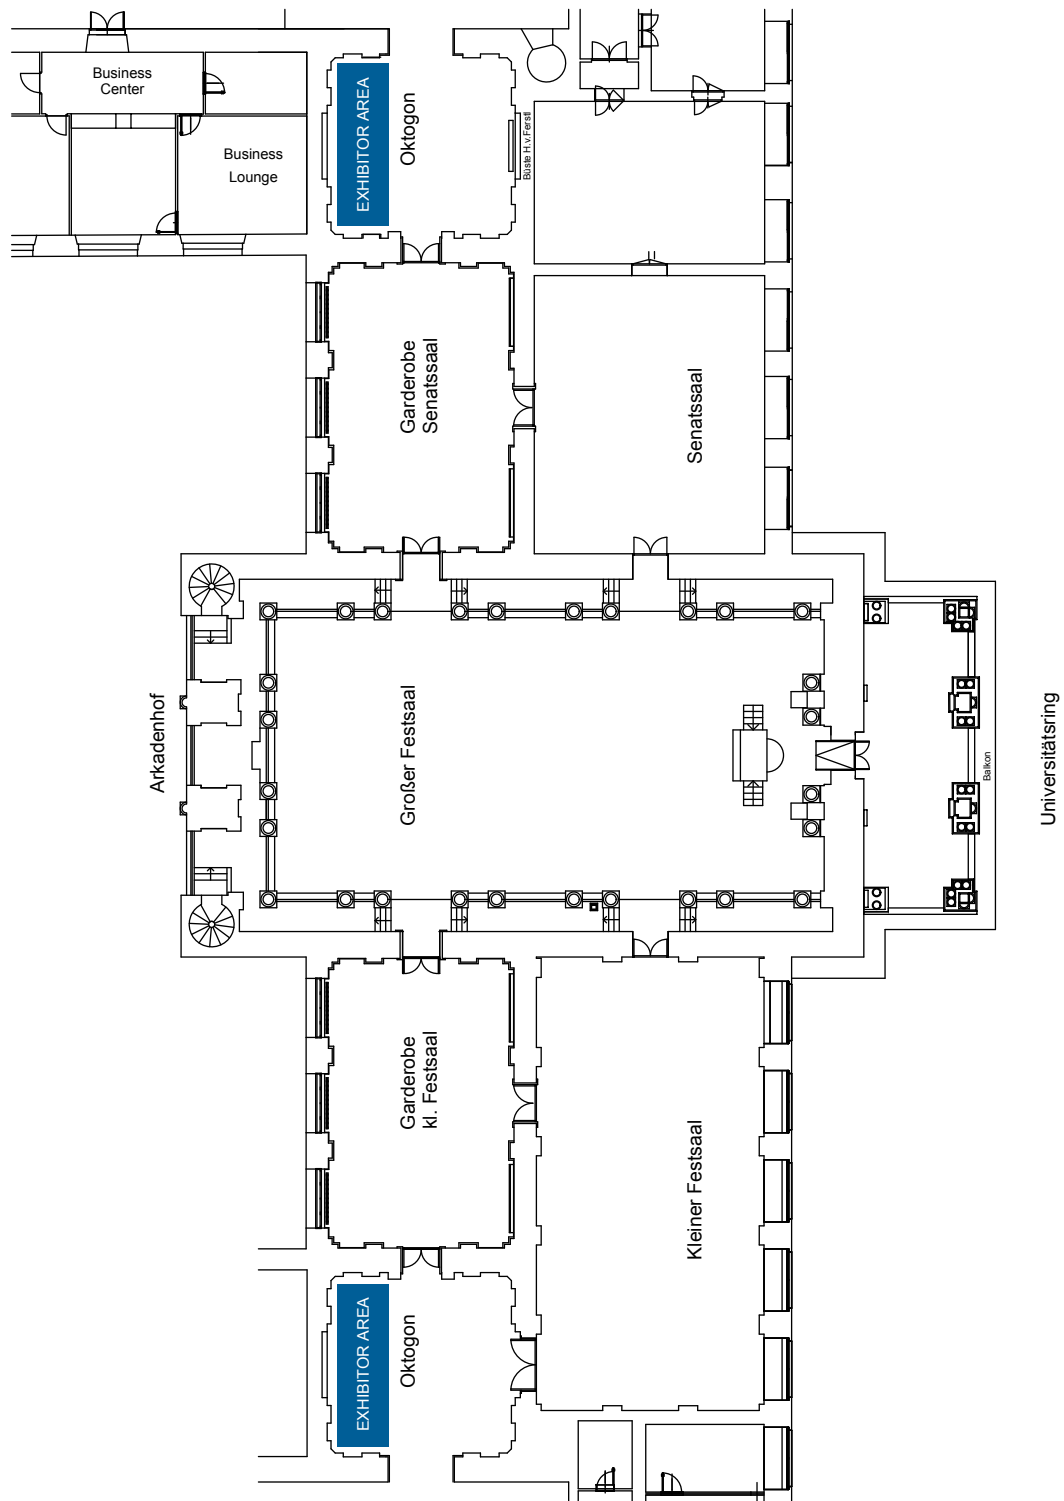 Business
Center
Business
Lounge
EXHIBITOR AREA
Oktogon
Büste H.v.Ferstl
Garderobe
Senatssaal
Senatssaal
Arkadenhof
Großer Festsaal
Balkon
Universitätsring
Garderobe
kl. Festsaal
Kleiner Festsaal
EXHIBITOR AREA
Oktogon